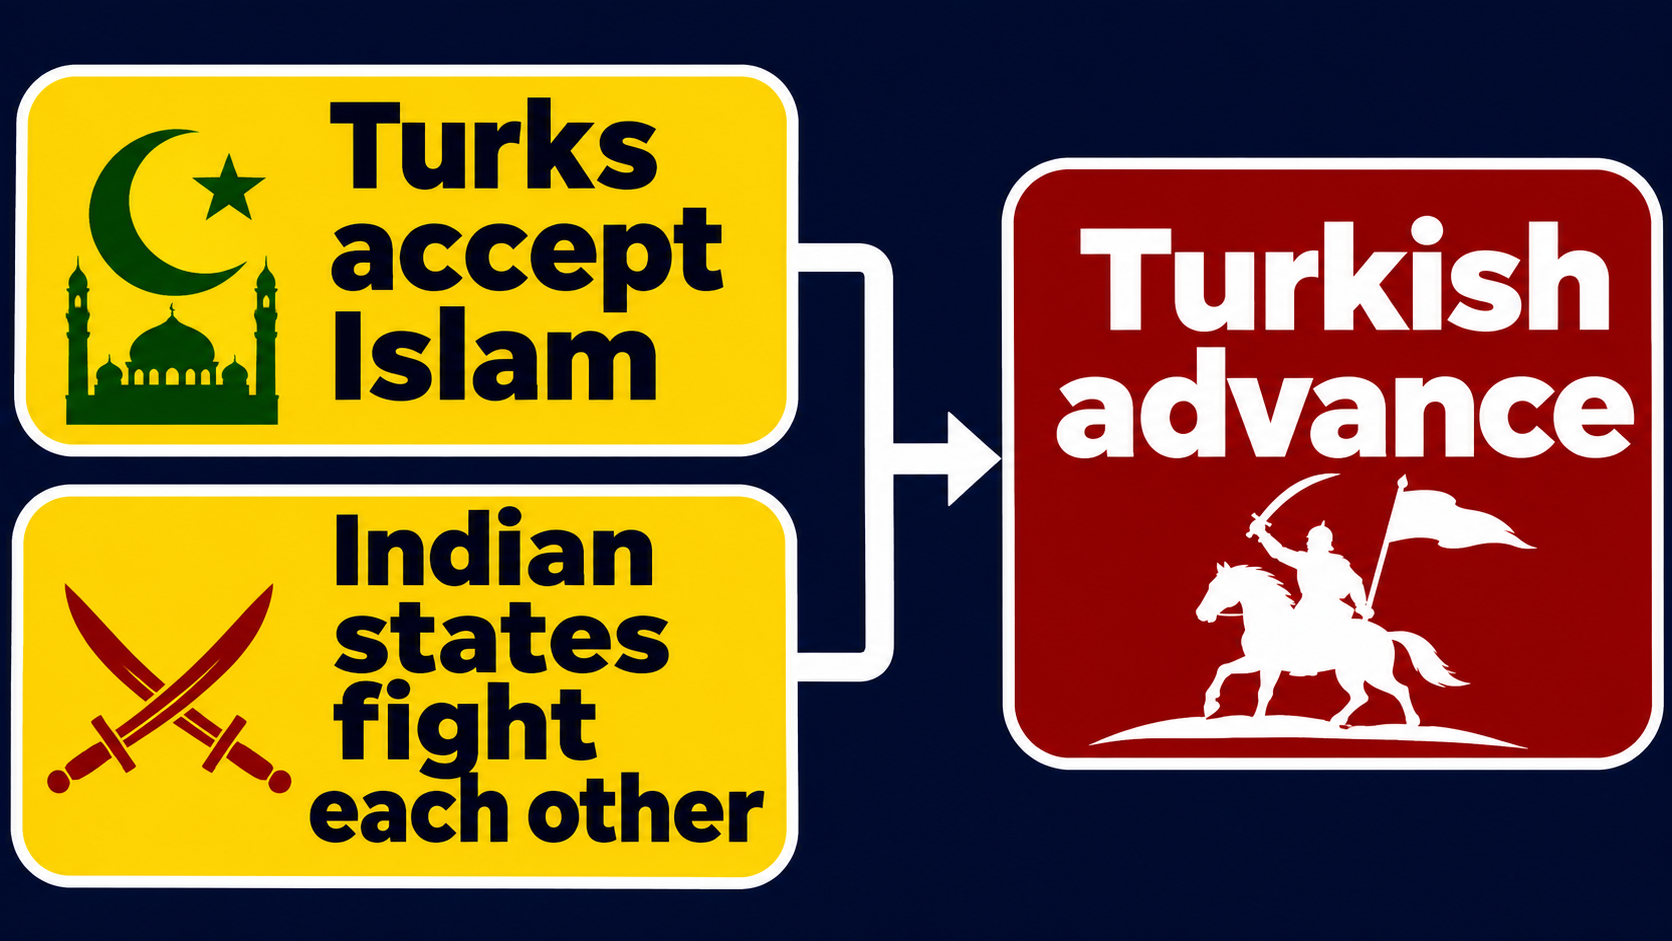 Turks
accept
Islam
Indian
states
fight
each other
Turkish
advance